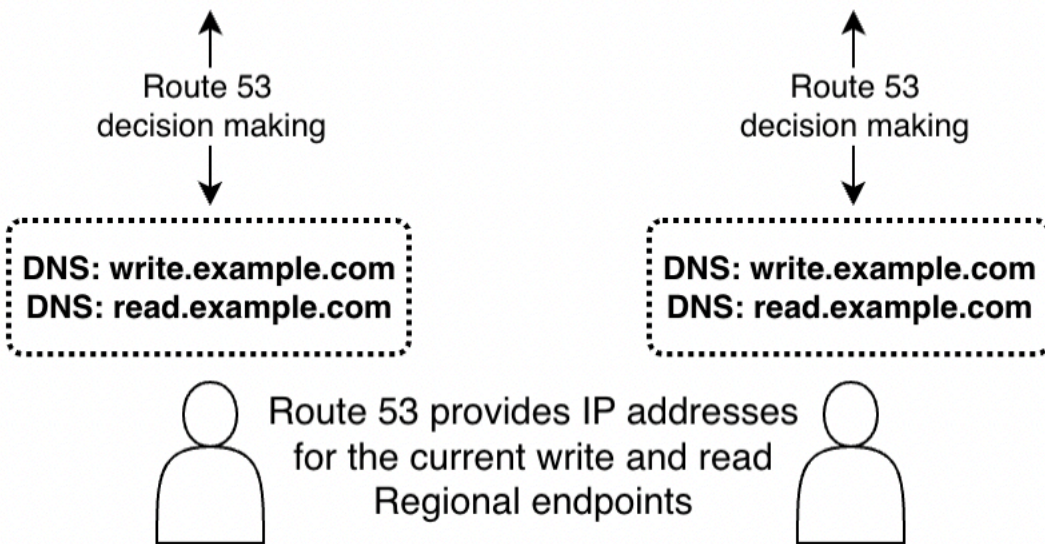 Route 53
decision making
Route 53
decision making
DNS: write.example.com
DNS: read.example.com
DNS: write.example.com
DNS: read.example.com
Route 53 provides IP addresses
for the current write and read
Regional endpoints